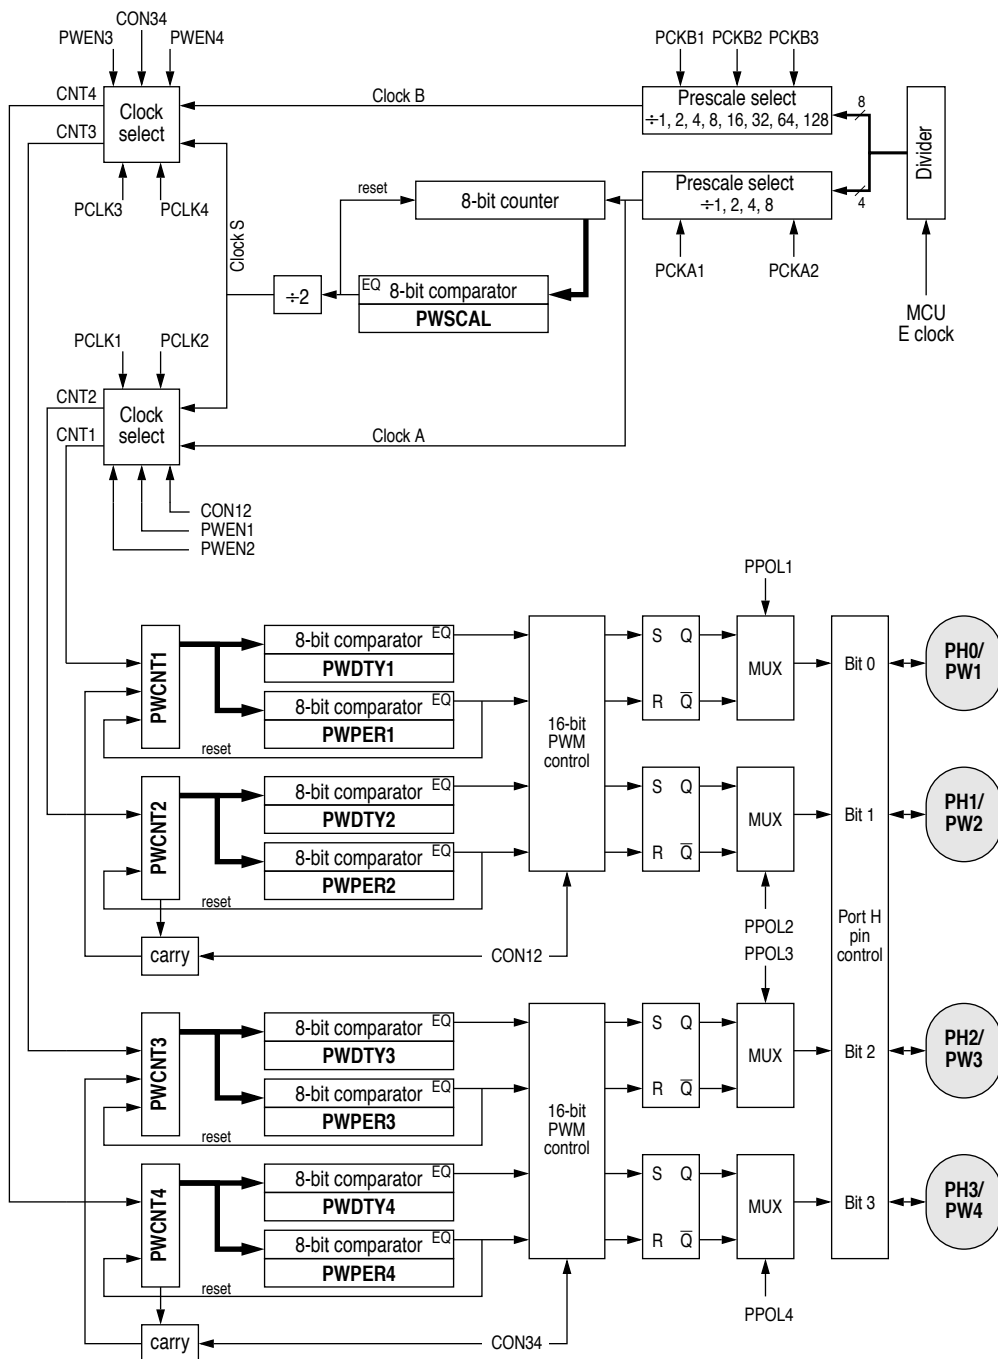 CON34
PWEN3
PWEN4
PCKB1
PCKB2
PCKB3
CNT4
Clock B
Clock
select
Prescale select
÷1, 2, 4, 8, 16, 32, 64, 128
8
Divider
CNT3
PCLK3
PCLK4
reset
8-bit counter
Prescale select
÷1, 2, 4, 8
4
PCKA1
PCKA2
Clock S
÷2
EQ
8-bit comparator
PWSCAL
MCU
E clock
PCLK1
PCLK2
CNT2
CNT1
Clock
select
Clock A
CON12
PWEN1
PWEN2
PPOL1
PWCNT1
8-bit comparator
EQ
PWDTY1
8-bit comparator
EQ
PWPER1
reset
16-bit
PWM
control
S Q
R Q̅
MUX
Bit 0
PH0/
PW1
PWCNT2
8-bit comparator
EQ
PWDTY2
8-bit comparator
EQ
PWPER2
reset
S Q
R Q̅
MUX
Bit 1
PH1/
PW2
carry
CON12
PPOL2
PPOL3
Port H
pin
control
PWCNT3
8-bit comparator
EQ
PWDTY3
8-bit comparator
EQ
PWPER3
reset
16-bit
PWM
control
S Q
R Q̅
MUX
Bit 2
PH2/
PW3
PWCNT4
8-bit comparator
EQ
PWDTY4
8-bit comparator
EQ
PWPER4
reset
S Q
R Q̅
MUX
Bit 3
PH3/
PW4
PPOL4
carry
CON34